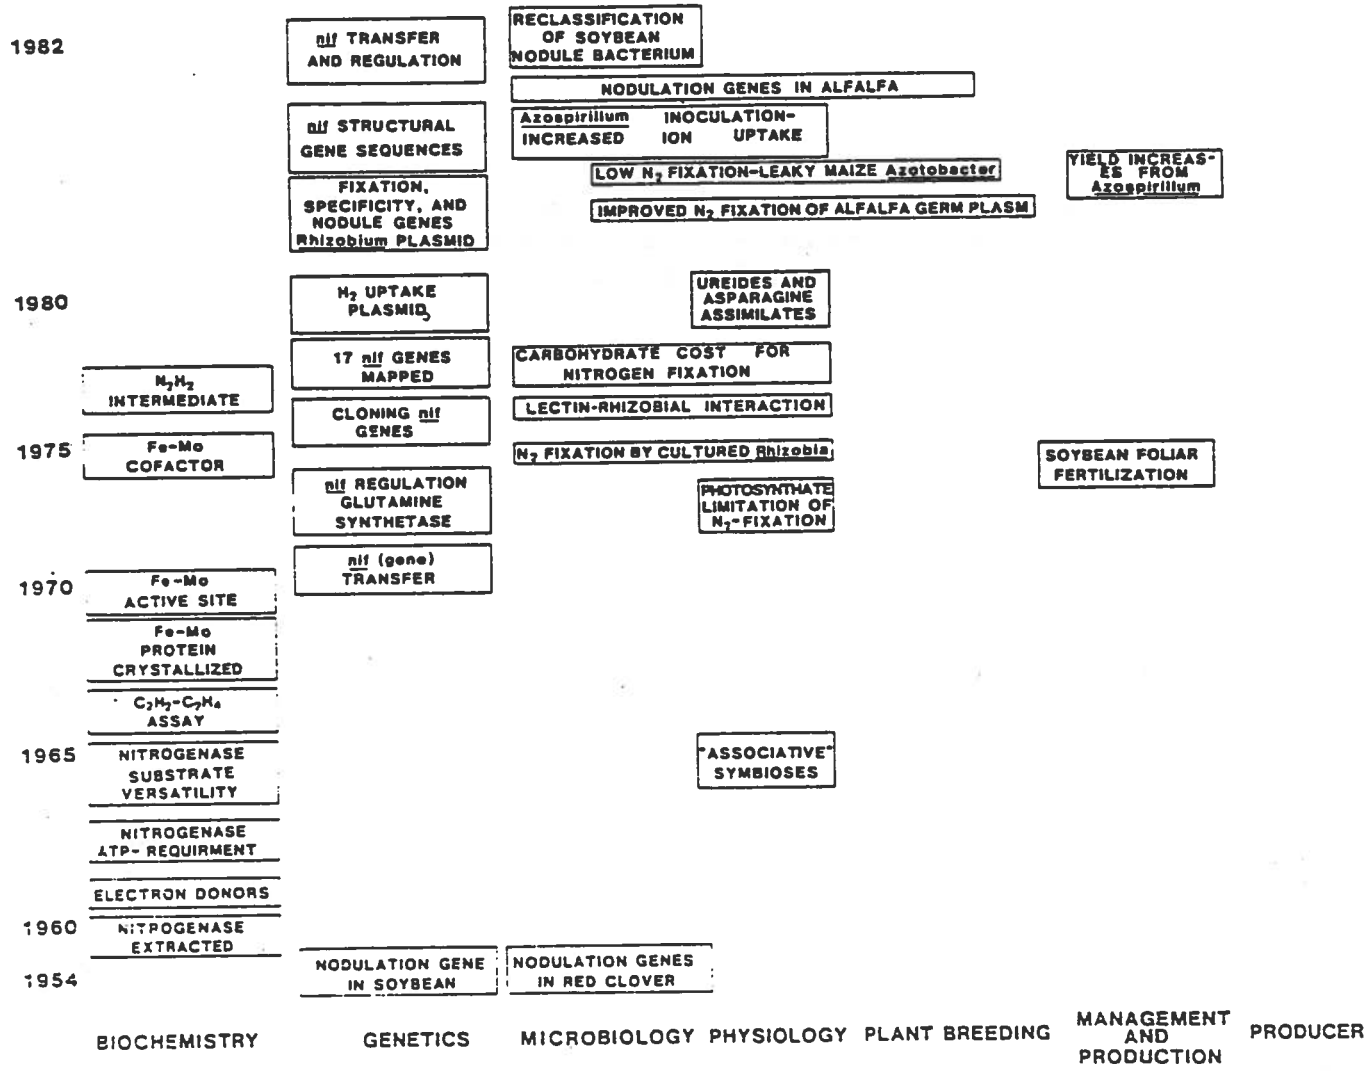 1982
nif TRANSFER
AND REGULATION
RECLASSIFICATION
OF SOYBEAN
NODULE BACTERIUM
NODULATION GENES IN ALFALFA
nif STRUCTURAL
GENE SEQUENCES
Azospirillum INOCULATION-
INCREASED ION UPTAKE
LOW N₂ FIXATION-LEAKY MAIZE Azotobacter
YIELD INCREAS-
ES FROM
Azospirillum
FIXATION,
SPECIFICITY, AND
NODULE GENES
Rhizobium PLASMID
IMPROVED N₂ FIXATION OF ALFALFA GERM PLASM
1980
H₂ UPTAKE
PLASMID
UREIDES AND
ASPARAGINE
ASSIMILATES
17 nif GENES
MAPPED
CARBOHYDRATE COST FOR
NITROGEN FIXATION
N₂H₂
INTERMEDIATE
CLONING nif
GENES
LECTIN-RHIZOBIAL INTERACTION
1975
Fe-Mo
COFACTOR
N₂ FIXATION BY CULTURED Rhizobia
SOYBEAN FOLIAR
FERTILIZATION
nif REGULATION
GLUTAMINE
SYNTHETASE
PHOTOSYNTHATE
LIMITATION OF
N₂-FIXATION
nif (gene)
TRANSFER
1970
Fe-Mo
ACTIVE SITE
Fe-Mo
PROTEIN
CRYSTALLIZED
C₂H₂-C₂H₄
ASSAY
1965
NITROGENASE
SUBSTRATE
VERSATILITY
"ASSOCIATIVE"
SYMBIOSES
NITROGENASE
ATP- REQUIRMENT
ELECTRON DONORS
1960
NITROGENASE
EXTRACTED
1954
NODULATION GENE
IN SOYBEAN
NODULATION GENES
IN RED CLOVER
BIOCHEMISTRY
GENETICS
MICROBIOLOGY
PHYSIOLOGY
PLANT BREEDING
MANAGEMENT
AND
PRODUCTION
PRODUCER